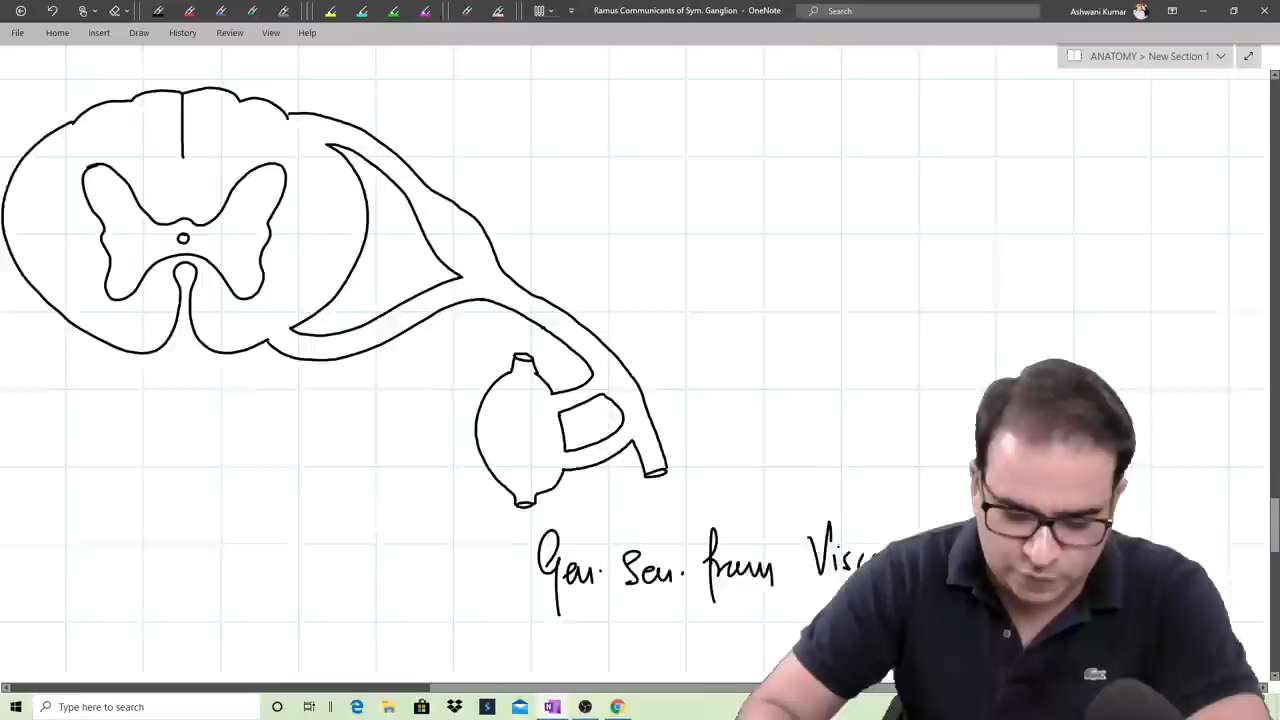 Ramus Communicants of Sym. Ganglion - OneNote
Search
Ashwani Kumar
File Home Insert Draw History Review View Help
ANATOMY > New Section 1
Gen. sen. from
Type here to search